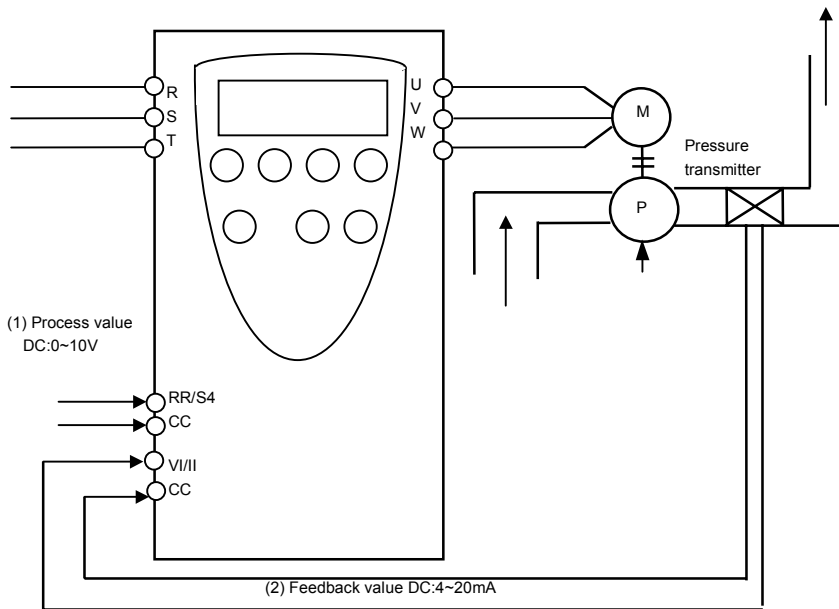 R
S
T
U
V
W
M
Pressure
transmitter
P
(1) Process value
DC:0~10V
RR/S4
CC
VI/II
CC
(2) Feedback value DC:4~20mA